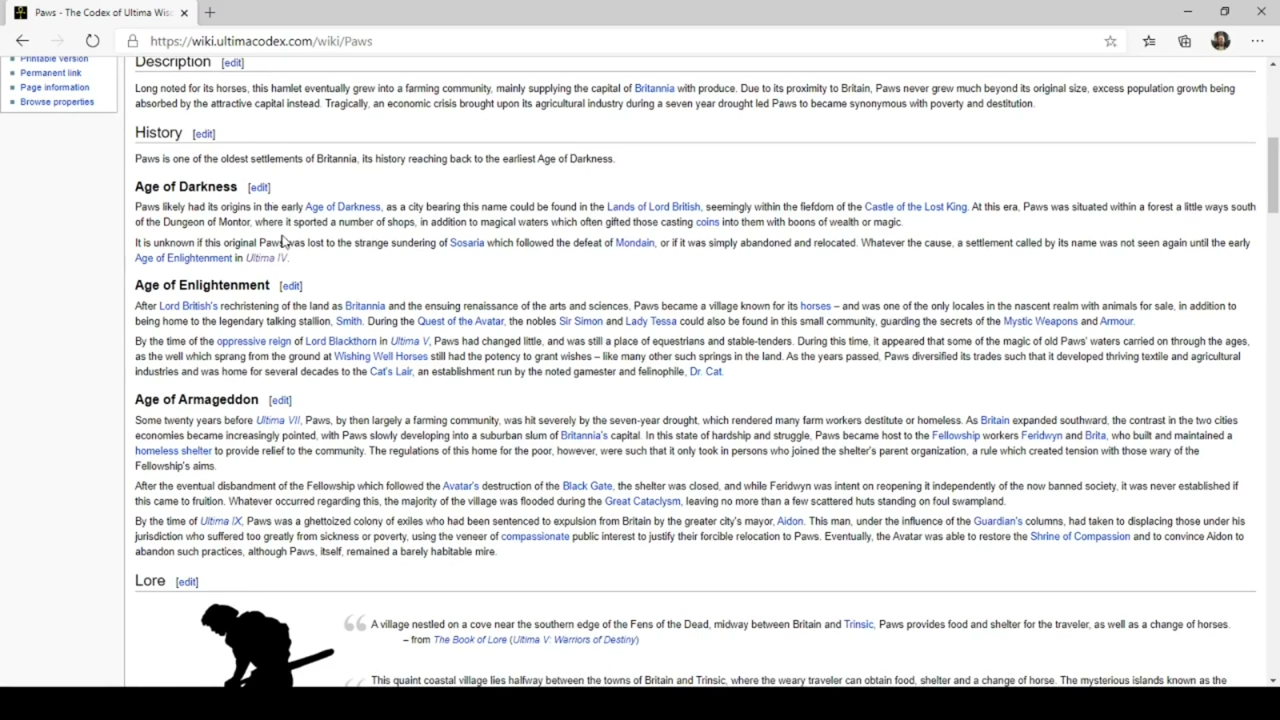 Paws - The Codex of Ultima Wis
https://wiki.ultimacodex.com/wiki/Paws
Printable version
Permanent link
Page information
Browse properties
Description [edit]
Long noted for its horses, this hamlet eventually grew into a farming community, mainly supplying the capital of Britannia with produce. Due to its proximity to Britain, Paws never grew much beyond its original size, excess population growth being
absorbed by the attractive capital instead. Tragically, an economic crisis brought upon its agricultural industry during a seven year drought led Paws to became synonymous with poverty and destitution.
History [edit]
Paws is one of the oldest settlements of Britannia, its history reaching back to the earliest Age of Darkness.
Age of Darkness [edit]
Paws likely had its origins in the early Age of Darkness, as a city bearing this name could be found in the Lands of Lord British, seemingly within the fiefdom of the Castle of the Lost King. At this era, Paws was situated within a forest a little ways south
of the Dungeon of Montor, where it sported a number of shops, in addition to magical waters which often gifted those casting coins into them with boons of wealth or magic.
It is unknown if this original Paws was lost to the strange sundering of Sosaria which followed the defeat of Mondain, or if it was simply abandoned and relocated. Whatever the cause, a settlement called by its name was not seen again until the early
Age of Enlightenment in Ultima IV.
Age of Enlightenment [edit]
After Lord British's rechristening of the land as Britannia and the ensuing renaissance of the arts and sciences, Paws became a village known for its horses – and was one of the only locales in the nascent realm with animals for sale, in addition to
being home to the legendary talking stallion, Smith. During the Quest of the Avatar, the nobles Sir Simon and Lady Tessa could also be found in this small community, guarding the secrets of the Mystic Weapons and Armour.
By the time of the oppressive reign of Lord Blackthorn in Ultima V, Paws had changed little, and was still a place of equestrians and stable-tenders. During this time, it appeared that some of the magic of old Paws' waters carried on through the ages,
as the well which sprang from the ground at Wishing Well Horses still had the potency to grant wishes – like many other such springs in the land. As the years passed, Paws diversified its trades such that it developed thriving textile and agricultural
industries and was home for several decades to the Cat's Lair, an establishment run by the noted gamester and felinophile, Dr. Cat.
Age of Armageddon [edit]
Some twenty years before Ultima VII, Paws, by then largely a farming community, was hit severely by the seven-year drought, which rendered many farm workers destitute or homeless. As Britain expanded southward, the contrast in the two cities
economies became increasingly pointed, with Paws slowly developing into a suburban slum of Britannia's capital. In this state of hardship and struggle, Paws became host to the Fellowship workers Feridwyn and Brita, who built and maintained a
homeless shelter to provide relief to the community. The regulations of this home for the poor, however, were such that it only took in persons who joined the shelter's parent organization, a rule which created tension with those wary of the
Fellowship's aims.
After the eventual disbandment of the Fellowship which followed the Avatar's destruction of the Black Gate, the shelter was closed, and while Feridwyn was intent on reopening it independently of the now banned society, it was never established if
this came to fruition. Whatever occurred regarding this, the majority of the village was flooded during the Great Cataclysm, leaving no more than a few scattered huts standing on foul swampland.
By the time of Ultima IX, Paws was a ghettoized colony of exiles who had been sentenced to expulsion from Britain by the greater city's mayor, Aidon. This man, under the influence of the Guardian's columns, had taken to displacing those under his
jurisdiction who suffered too greatly from sickness or poverty, using the veneer of compassionate public interest to justify their forcible relocation to Paws. Eventually, the Avatar was able to restore the Shrine of Compassion and to convince Aidon to
abandon such practices, although Paws, itself, remained a barely habitable mire.
Lore [edit]
A village nestled on a cove near the southern edge of the Fens of the Dead, midway between Britain and Trinsic, Paws provides food and shelter for the traveler, as well as a change of horses.
– from The Book of Lore (Ultima V: Warriors of Destiny)
This quaint coastal village lies halfway between the towns of Britain and Trinsic, where the weary traveler can obtain food, shelter and a change of horse. The mysterious islands known as the